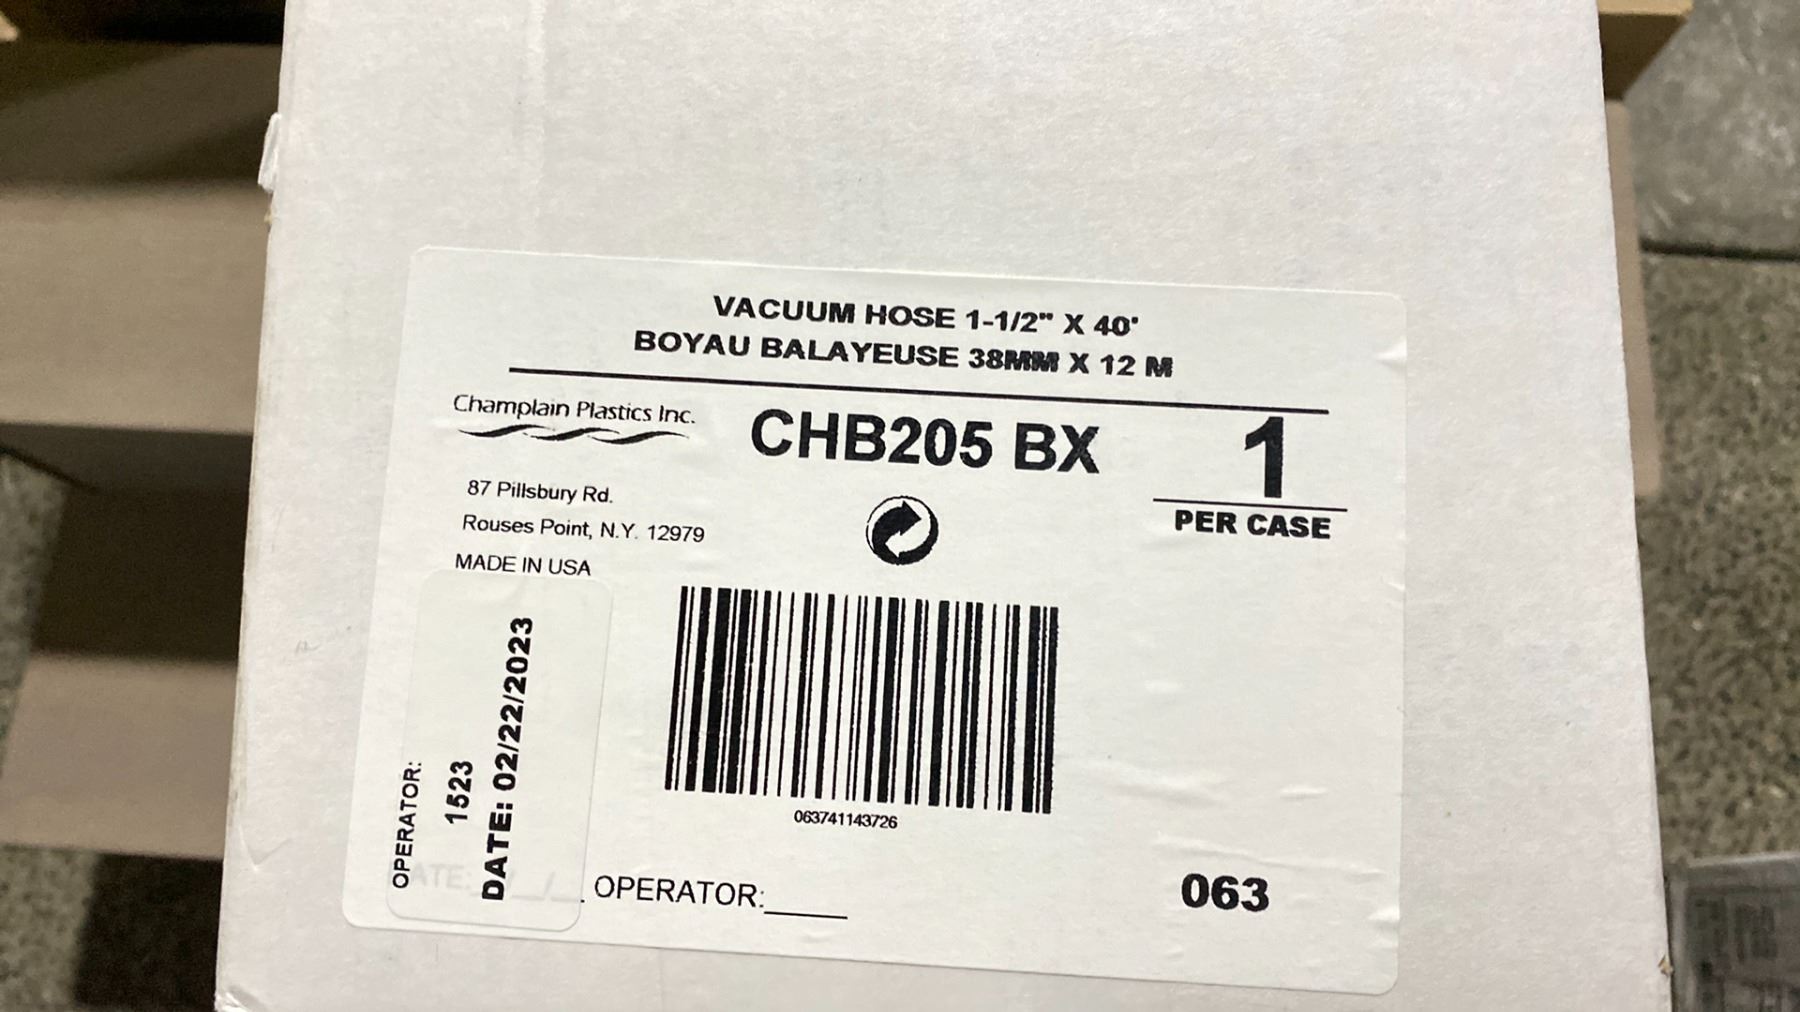 VACUUM HOSE 1-1/2" X 40'
BOYAU BALAYEUSE 38MM X 12 M
Champlain Plastics Inc.
CHB205 BX
1
PER CASE
87 Pillsbury Rd.
Rouses Point, N.Y. 12979
MADE IN USA
OPERATOR:
1523
DATE: 02/22/2023
063741143726
OPERATOR:____
063